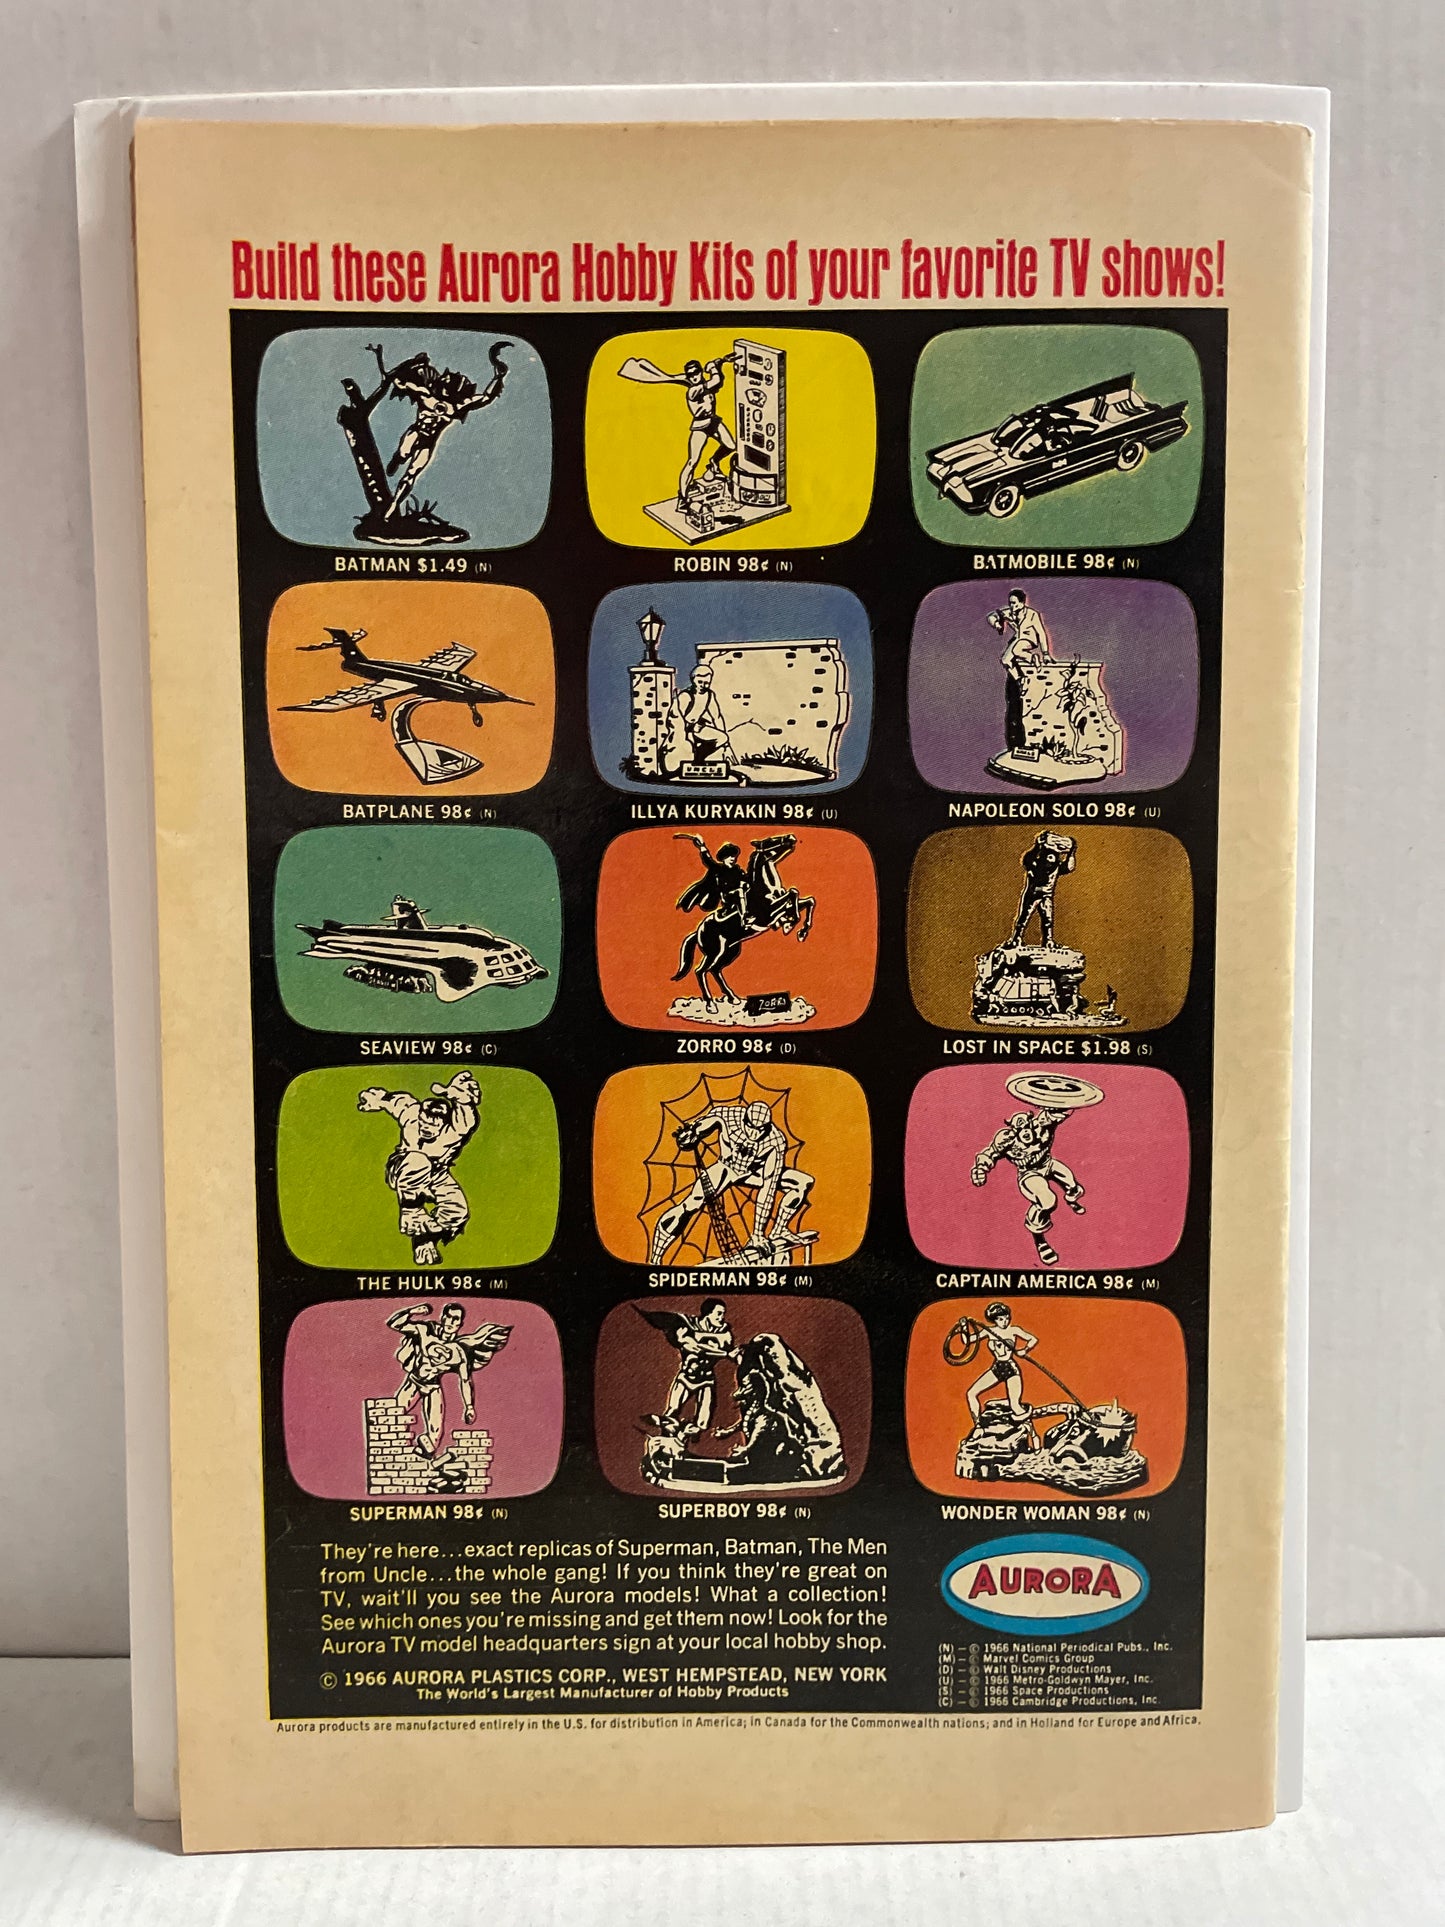 Build these Aurora Hobby Kits of your favorite TV shows!
BATMAN $1.49 (N)
ROBIN 98¢ (N)
BATMOBILE 98¢ (N)
BATPLANE 98¢ (N)
U.N.C.L.E.
ILLYA KURYAKIN 98¢ (U)
NAPOLEON SOLO 98¢ (U)
SEAVIEW 98¢ (C)
ZORRO
ZORRO 98¢ (D)
LOST IN SPACE $1.98 (S)
THE HULK 98¢ (M)
SPIDERMAN 98¢ (M)
CAPTAIN AMERICA 98¢ (M)
SUPERMAN 98¢ (N)
SUPERBOY 98¢ (N)
WONDER WOMAN 98¢ (N)
They're here...exact replicas of Superman, Batman, The Men
from Uncle...the whole gang! If you think they're great on
TV, wait'll you see the Aurora models! What a collection!
See which ones you're missing and get them now! Look for the
Aurora TV model headquarters sign at your local hobby shop.
© 1966 AURORA PLASTICS CORP., WEST HEMPSTEAD, NEW YORK
The World's Largest Manufacturer of Hobby Products
AURORA
(N) – © 1966 National Periodical Pubs., Inc.
(M) – © Marvel Comics Group
(D) – © Walt Disney Productions
(U) – © 1966 Metro-Goldwyn Mayer, Inc.
(S) – © 1966 Space Productions
(C) – © 1966 Cambridge Productions, Inc.
Aurora products are manufactured entirely in the U.S. for distribution in America; in Canada for the Commonwealth nations; and in Holland for Europe and Africa.